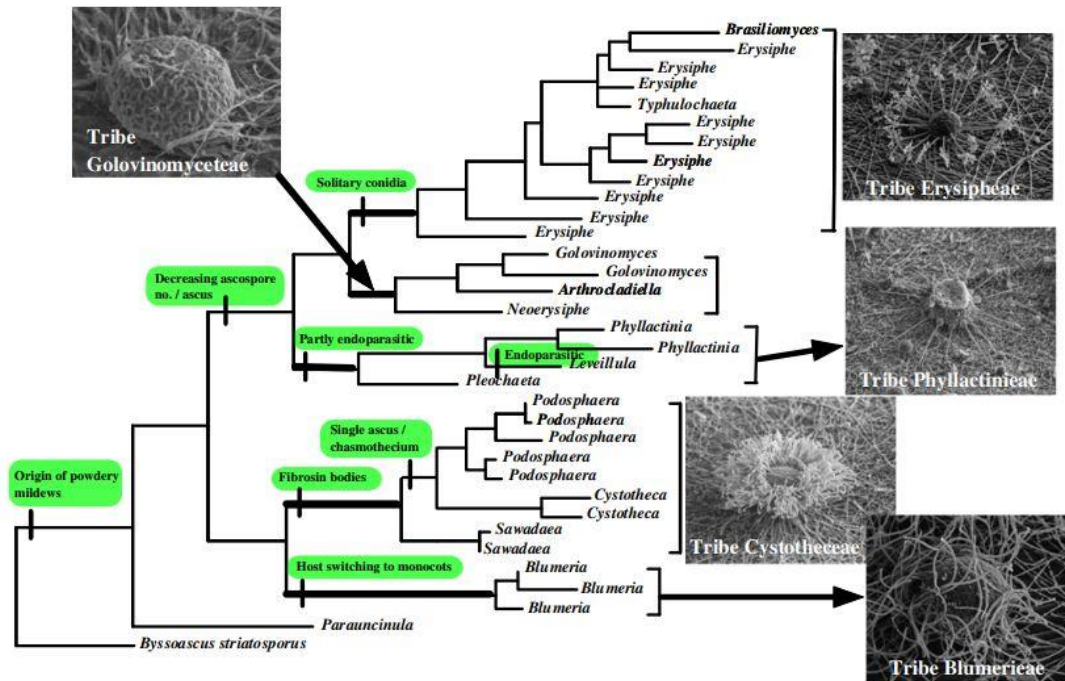 Tribe
Golovinomyceteae
Brasiliomyces
Erysiphe
Erysiphe
Erysiphe
Typhulochaeta
Erysiphe
Erysiphe
Erysiphe
Erysiphe
Erysiphe
Erysiphe
Erysiphe
Tribe Erysipheae
Solitary conidia
Golovinomyces
Golovinomyces
Arthrocladiella
Neoerysiphe
Decreasing ascospore
no. / ascus
Partly endoparasitic
Phyllactinia
Phyllactinia
Endoparasitic
Leveillula
Pleochaeta
Tribe Phyllactinieae
Single ascus /
chasmothecium
Podosphaera
Podosphaera
Podosphaera
Podosphaera
Podosphaera
Origin of powdery
mildews
Fibrosin bodies
Cystotheca
Cystotheca
Sawadaea
Sawadaea
Tribe Cystotheceae
Host switching to monocots
Blumeria
Blumeria
Blumeria
Parauncinula
Byssoascus striatosporus
Tribe Blumerieae